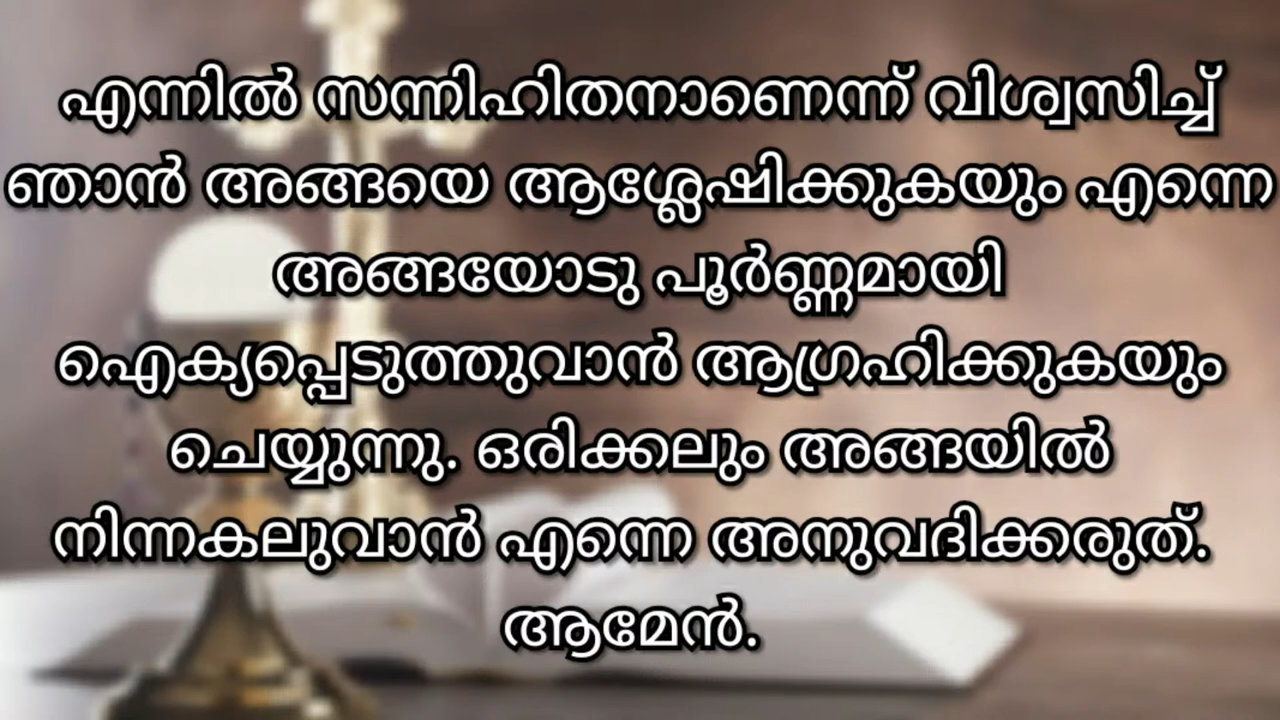 എന്നിൽ സന്നിഹിതനാണെന്ന് വിശ്വസിച്ച്
ഞാൻ അങ്ങയെ ആശ്ലേഷിക്കുകയും എന്നെ
അങ്ങയോടു പൂർണ്ണമായി
ഐക്യപ്പെടുത്തുവാൻ ആഗ്രഹിക്കുകയും
ചെയ്യുന്നു. ഒരിക്കലും അങ്ങയിൽ
നിന്നകലുവാൻ എന്നെ അനുവദിക്കരുത്.
ആമേൻ.